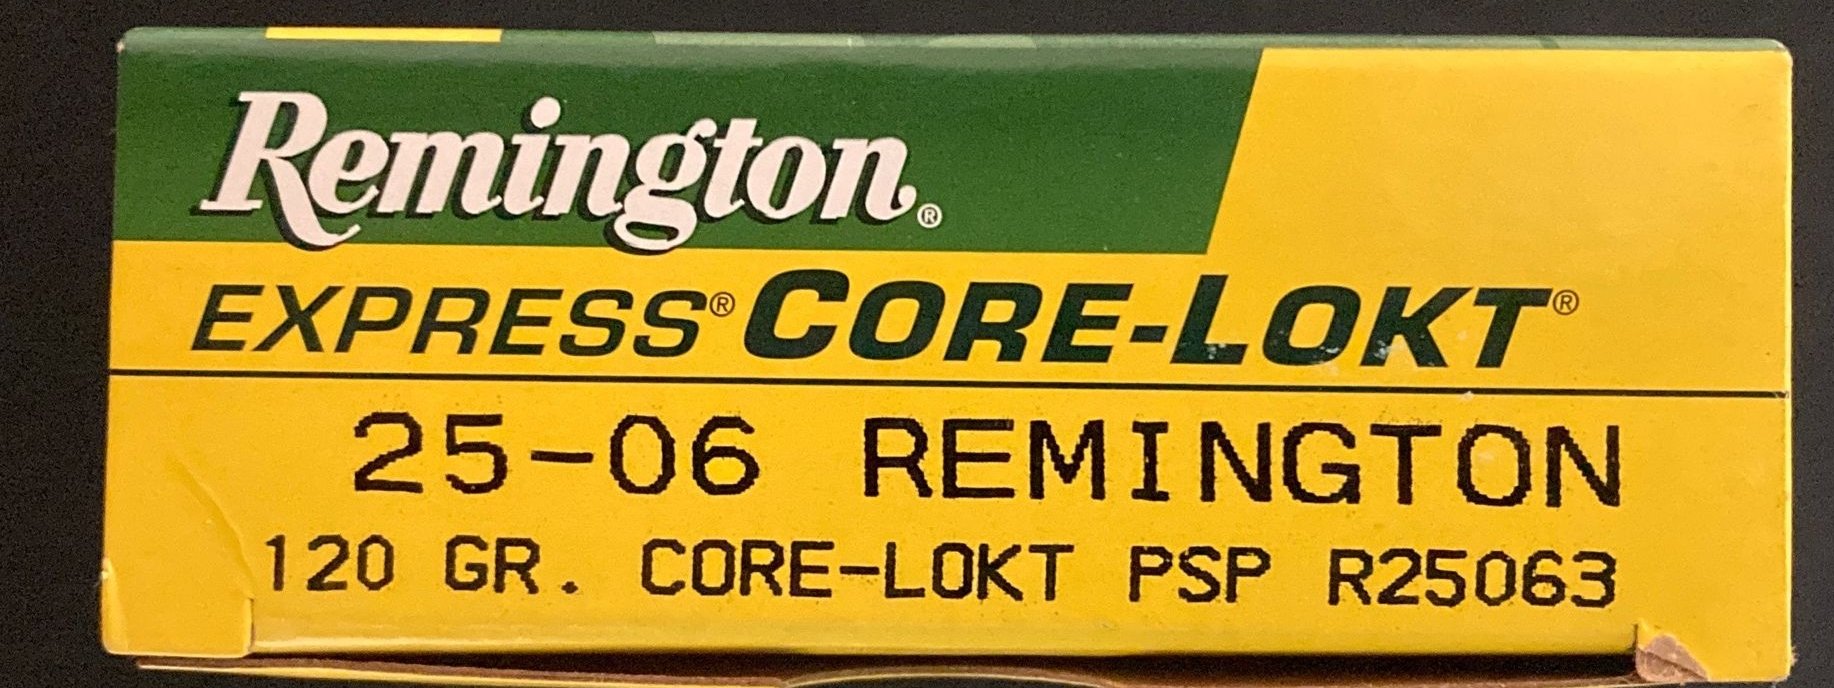 Remington®
EXPRESS® CORE-LOKT®
25-06 REMINGTON
120 GR. CORE-LOKT PSP R25063